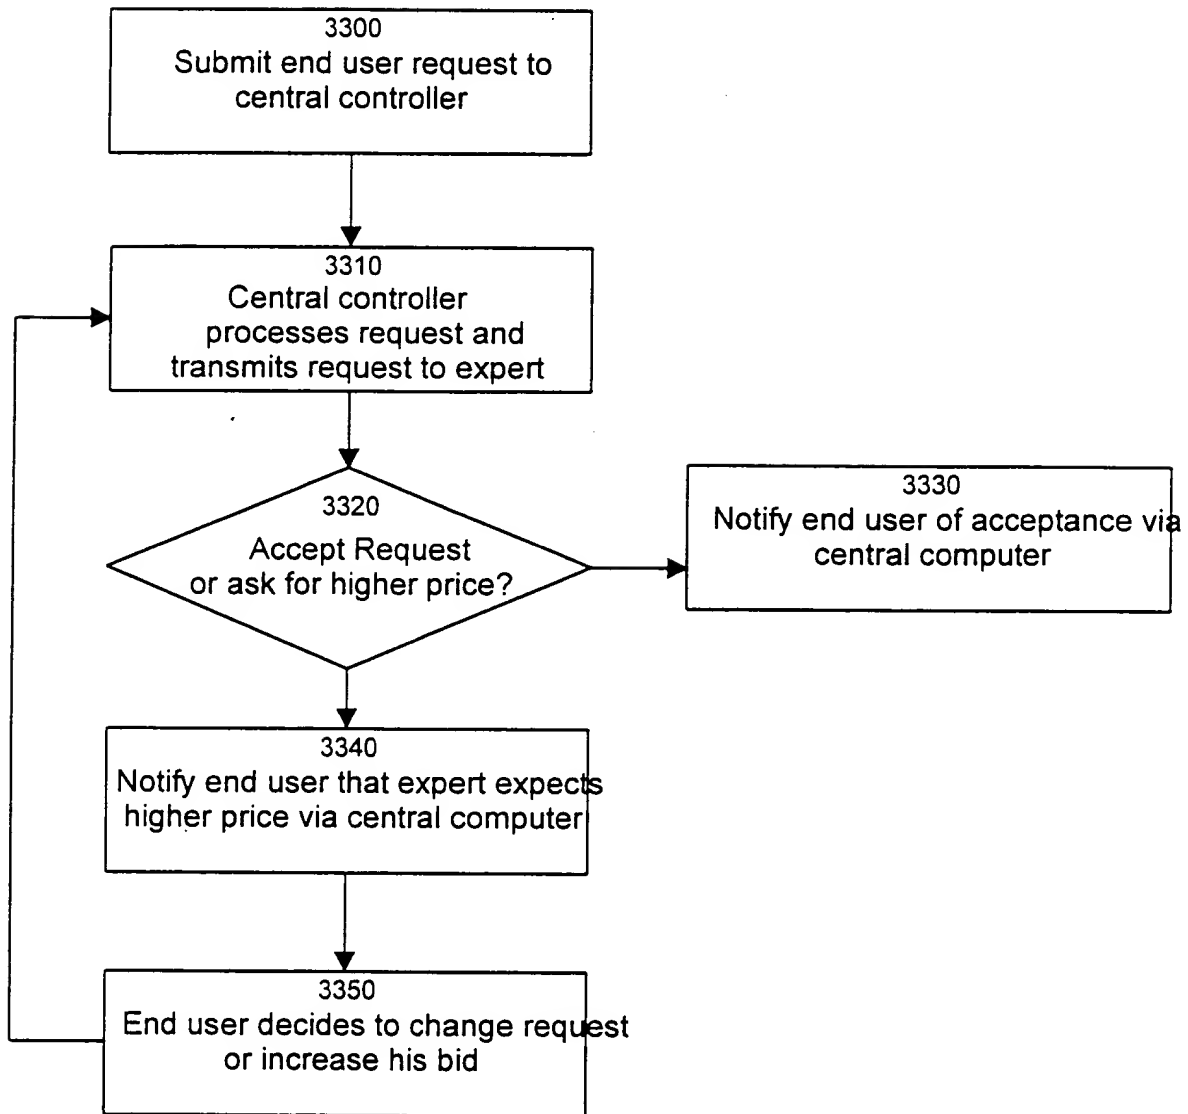 3300
Submit end user request to
central controller
3310
Central controller
processes request and
transmits request to expert
3320
Accept Request
or ask for higher price?
3330
Notify end user of acceptance via
central computer
3340
Notify end user that expert expects
higher price via central computer
3350
End user decides to change request
or increase his bid